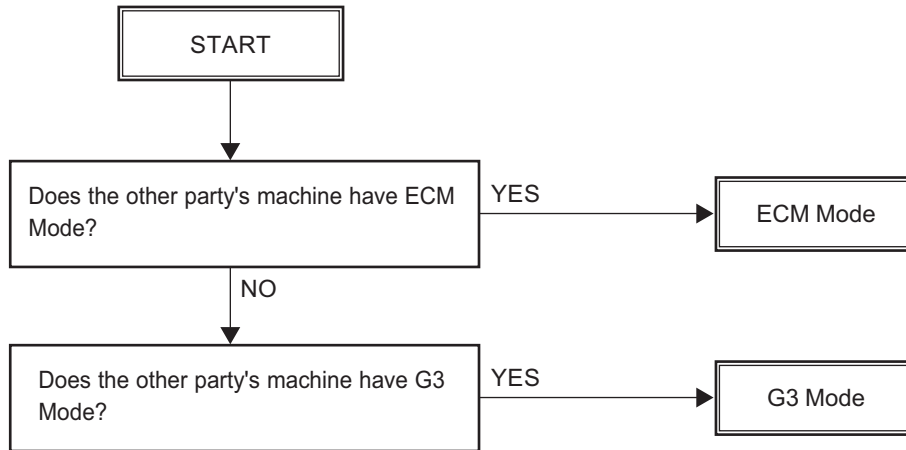 START
Does the other party's machine have ECM
Mode?
YES
ECM Mode
NO
Does the other party's machine have G3
Mode?
YES
G3 Mode